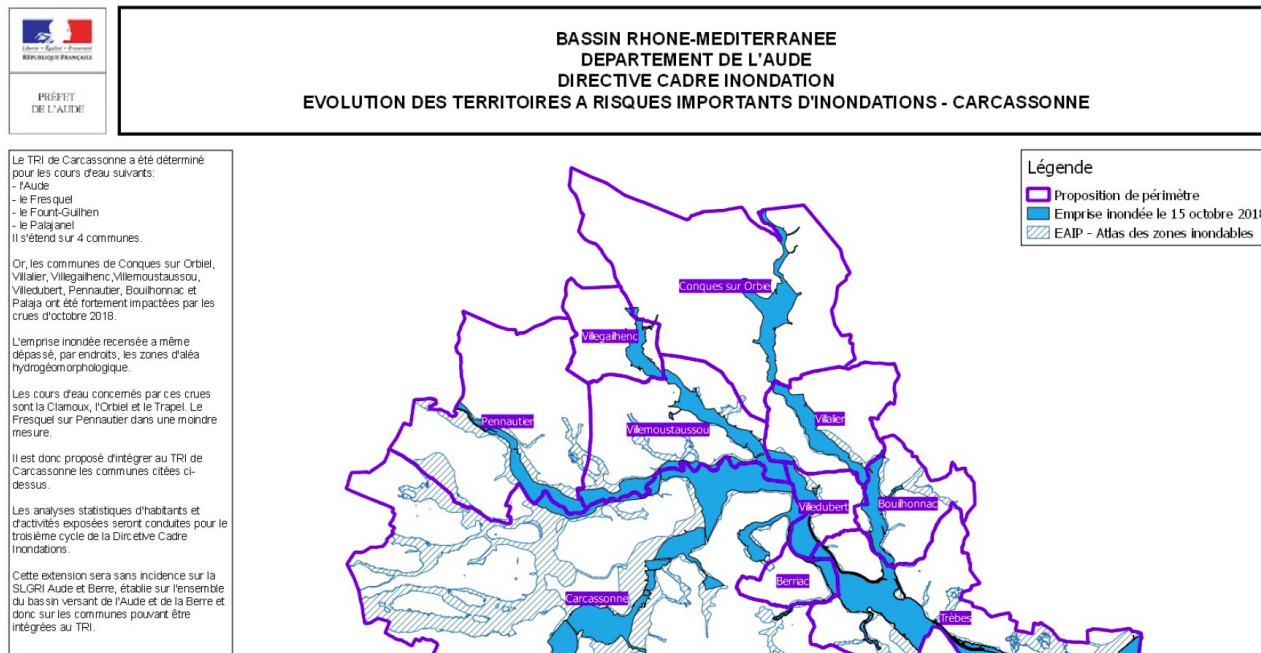 Liberté • Égalité • Fraternité
RÉPUBLIQUE FRANÇAISE
PRÉFET
DE L'AUDE
BASSIN RHONE-MEDITERRANEE
DEPARTEMENT DE L'AUDE
DIRECTIVE CADRE INONDATION
EVOLUTION DES TERRITOIRES A RISQUES IMPORTANTS D'INONDATIONS - CARCASSONNE
Le TRI de Carcassonne a été déterminé
pour les cours d'eau suivants:
- l'Aude
- le Fresquel
- le Fount-Guilhen
- le Palajanel
Il s'étend sur 4 communes.
Or, les communes de Conques sur Orbiel,
Villalier, Villegailhenc,Villemoustaussou,
Villedubert, Pennautier, Bouilhonnac et
Palaja ont été fortement impactées par les
crues d'octobre 2018.
L'emprise inondée recensée a même
dépassé, par endroits, les zones d'aléa
hydrogéomorphologique.
Les cours d'eau concernés par ces crues
sont la Clamoux, l'Orbiel et le Trapel. Le
Fresquel sur Pennautier dans une moindre
mesure.
Il est donc proposé d'intégrer au TRI de
Carcassonne les communes citées ci-
dessus.
Les analyses statistiques d'habitants et
d'activités exposées seront conduites pour le
troisième cycle de la Dircetive Cadre
Inondations.
Cette extension sera sans incidence sur la
SLGRI Aude et Berre, établie sur l'ensemble
du bassin versant de l'Aude et de la Berre et
donc sur les communes pouvant être
intégrées au TRI.
Légende
Proposition de périmètre
Emprise inondée le 15 octobre 2018
EAIP - Atlas des zones inondables
Conques sur Orbie
Villegailhenc
Pennautier
Villemoustaussou
Villalier
Villedubert
Bouilhonnac
Berriac
Carcassonne
Trèbes